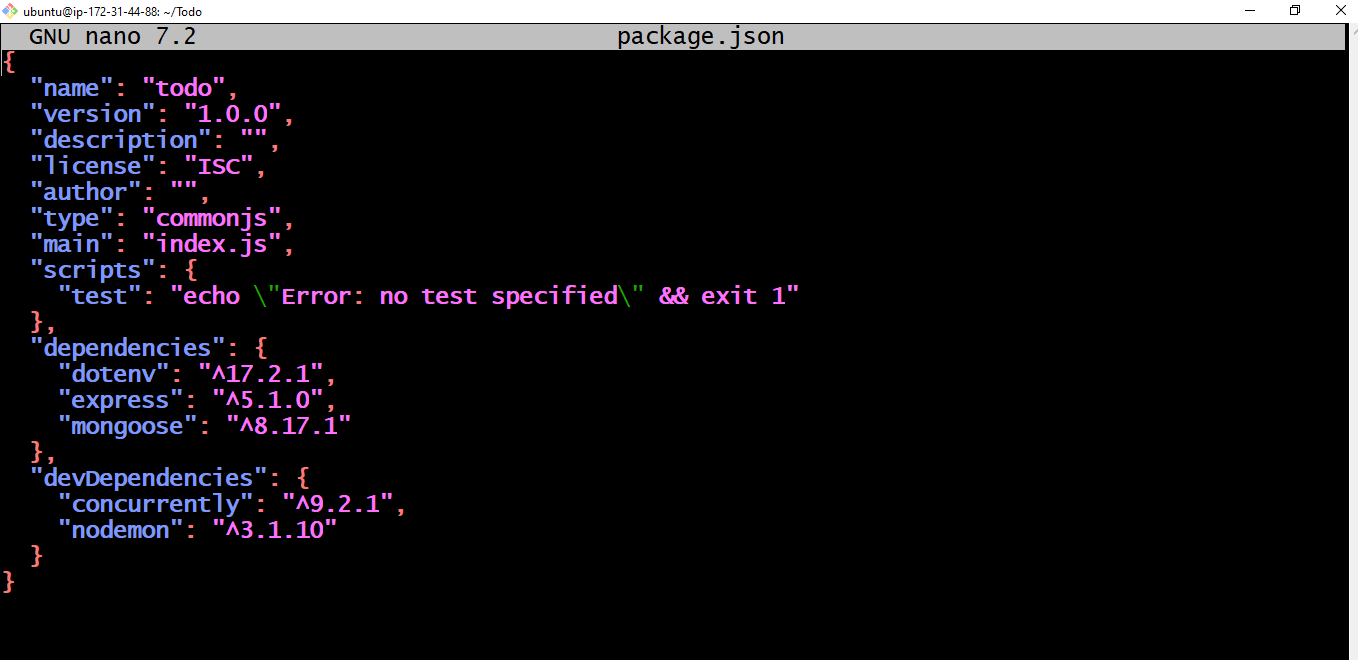 ubuntu@ip-172-31-44-88: ~/Todo
GNU nano 7.2 package.json
{
  "name": "todo",
  "version": "1.0.0",
  "description": "",
  "license": "ISC",
  "author": "",
  "type": "commonjs",
  "main": "index.js",
  "scripts": {
    "test": "echo \"Error: no test specified\" && exit 1"
  },
  "dependencies": {
    "dotenv": "^17.2.1",
    "express": "^5.1.0",
    "mongoose": "^8.17.1"
  },
  "devDependencies": {
    "concurrently": "^9.2.1",
    "nodemon": "^3.1.10"
  }
}